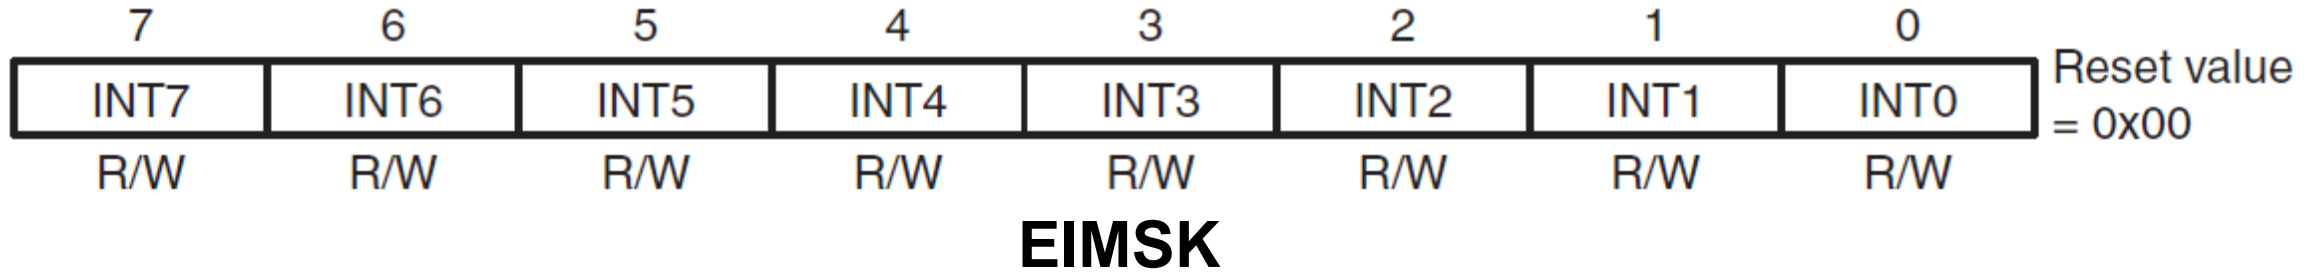 7 6 5 4 3 2 1 0
INT7 INT6 INT5 INT4 INT3 INT2 INT1 INT0 Reset value
= 0x00
R/W R/W R/W R/W R/W R/W R/W R/W
EIMSK